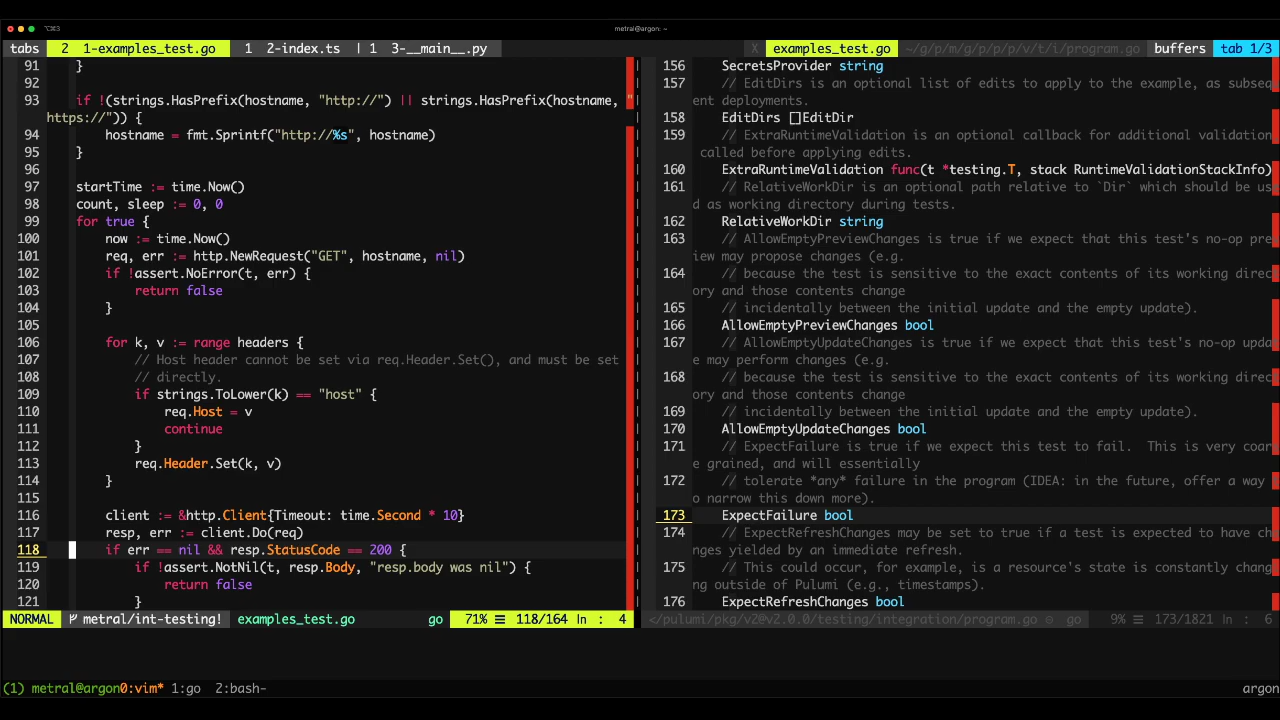 ⌥⌘3
metral@argon: ~
tabs 2 1-examples_test.go 1 2-index.ts | 1 3-__main__.py
X examples_test.go ~/g/p/m/g/p/p/p/v/t/i/program.go buffers tab 1/3
91 }
92
93 if !(strings.HasPrefix(hostname, "http://") || strings.HasPrefix(hostname, "
https://")) {
94 hostname = fmt.Sprintf("http://%s", hostname)
95 }
96
97 startTime := time.Now()
98 count, sleep := 0, 0
99 for true {
100 now := time.Now()
101 req, err := http.NewRequest("GET", hostname, nil)
102 if !assert.NoError(t, err) {
103 return false
104 }
105
106 for k, v := range headers {
107 // Host header cannot be set via req.Header.Set(), and must be set
108 // directly.
109 if strings.ToLower(k) == "host" {
110 req.Host = v
111 continue
112 }
113 req.Header.Set(k, v)
114 }
115
116 client := &http.Client{Timeout: time.Second * 10}
117 resp, err := client.Do(req)
118 if err == nil && resp.StatusCode == 200 {
119 if !assert.NotNil(t, resp.Body, "resp.body was nil") {
120 return false
121 }
156 SecretsProvider string
157 // EditDirs is an optional list of edits to apply to the example, as subsequ
ent deployments.
158 EditDirs []EditDir
159 // ExtraRuntimeValidation is an optional callback for additional validation,
called before applying edits.
160 ExtraRuntimeValidation func(t *testing.T, stack RuntimeValidationStackInfo)
161 // RelativeWorkDir is an optional path relative to `Dir` which should be use
d as working directory during tests.
162 RelativeWorkDir string
163 // AllowEmptyPreviewChanges is true if we expect that this test's no-op prev
iew may propose changes (e.g.
164 // because the test is sensitive to the exact contents of its working direct
ory and those contents change
165 // incidentally between the initial update and the empty update).
166 AllowEmptyPreviewChanges bool
167 // AllowEmptyUpdateChanges is true if we expect that this test's no-op updat
e may perform changes (e.g.
168 // because the test is sensitive to the exact contents of its working direct
ory and those contents change
169 // incidentally between the initial update and the empty update).
170 AllowEmptyUpdateChanges bool
171 // ExpectFailure is true if we expect this test to fail.  This is very coars
e grained, and will essentially
172 // tolerate *any* failure in the program (IDEA: in the future, offer a way t
o narrow this down more).
173 ExpectFailure bool
174 // ExpectRefreshChanges may be set to true if a test is expected to have cha
nges yielded by an immediate refresh.
175 // This could occur, for example, is a resource's state is constantly changi
ng outside of Pulumi (e.g., timestamps).
176 ExpectRefreshChanges bool
NORMAL metral/int-testing! examples_test.go go 71% ☰ 118/164 ln : 4
</pulumi/pkg/v2@v2.0.0/testing/integration/program.go go 9% ☰ 173/1821 ln : 6
(1) metral@argon0:vim* 1:go 2:bash- argon